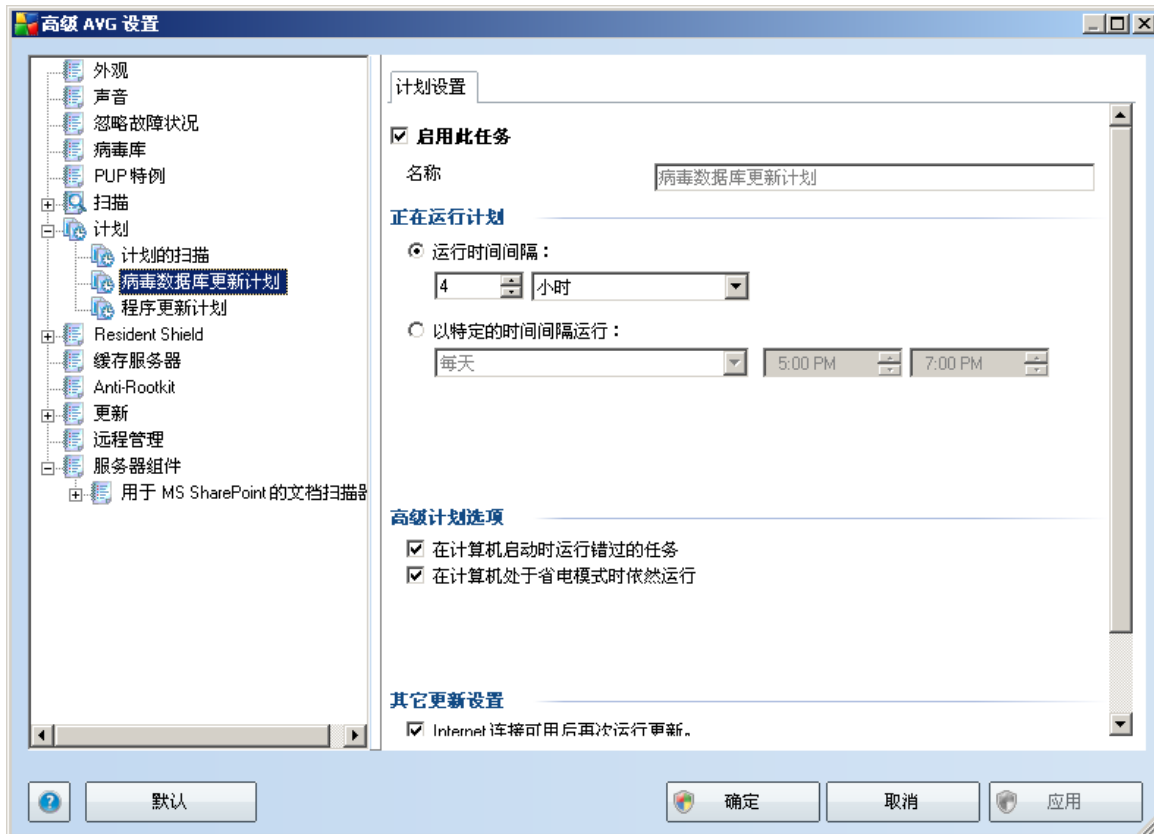 高级 AVG 设置
外观
声音
忽略故障状况
病毒库
PUP 特例
扫描
计划
计划的扫描
病毒数据库更新计划
程序更新计划
Resident Shield
缓存服务器
Anti-Rootkit
更新
远程管理
服务器组件
用于 MS SharePoint 的文档扫描器
计划设置
启用此任务
名称 病毒数据库更新计划
正在运行计划
运行时间间隔：
4 小时
以特定的时间间隔运行：
每天 5:00 PM 7:00 PM
高级计划选项
在计算机启动时运行错过的任务
在计算机处于省电模式时依然运行
其它更新设置
Internet 连接可用后再次运行更新。
默认 确定 取消 应用